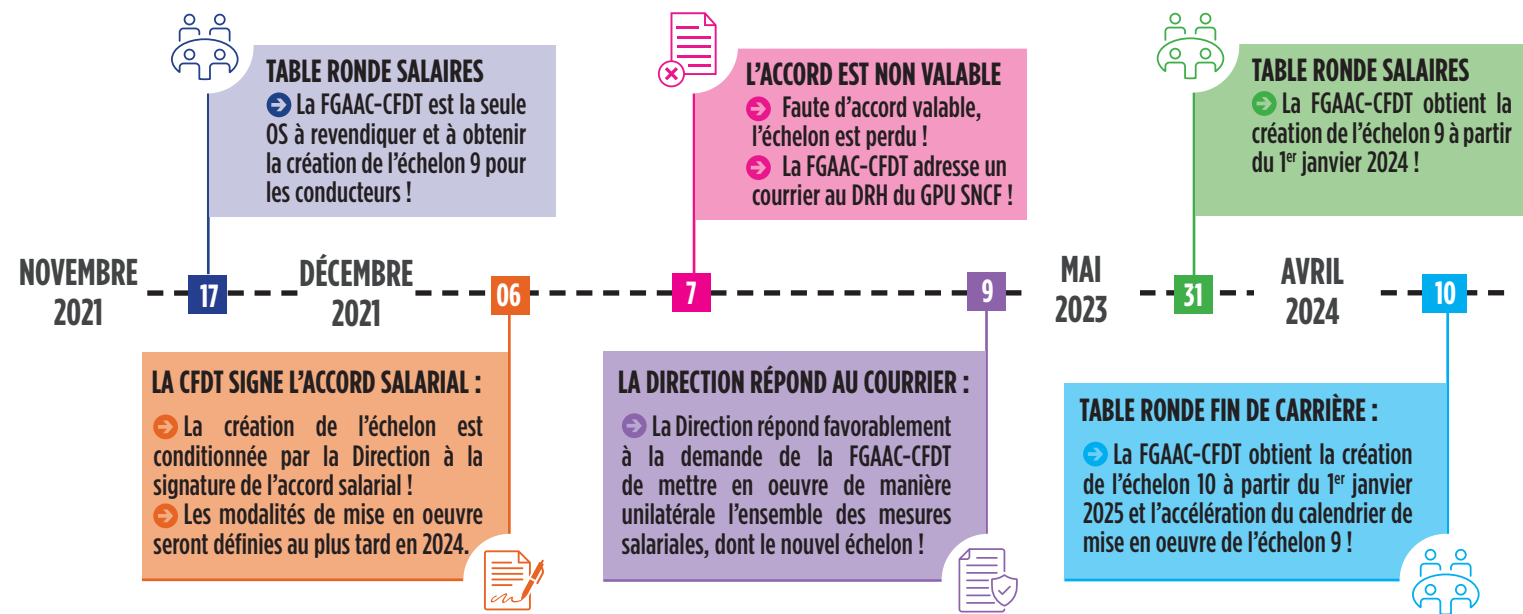 NOVEMBRE
2021
17
TABLE RONDE SALAIRES
La FGAAC-CFDT est la seule
OS à revendiquer et à obtenir
la création de l'échelon 9 pour
les conducteurs !
DÉCEMBRE
2021
06
LA CFDT SIGNE L'ACCORD SALARIAL :
La création de l'échelon est
conditionnée par la Direction à la
signature de l'accord salarial !
Les modalités de mise en oeuvre
seront définies au plus tard en 2024.
7
L'ACCORD EST NON VALABLE
Faute d'accord valable,
l'échelon est perdu !
La FGAAC-CFDT adresse un
courrier au DRH du GPU SNCF !
9
LA DIRECTION RÉPOND AU COURRIER :
La Direction répond favorablement
à la demande de la FGAAC-CFDT
de mettre en oeuvre de manière
unilatérale l'ensemble des mesures
salariales, dont le nouvel échelon !
MAI
2023
31
TABLE RONDE SALAIRES
La FGAAC-CFDT obtient la
création de l'échelon 9 à partir
du 1er janvier 2024 !
AVRIL
2024
10
TABLE RONDE FIN DE CARRIÈRE :
La FGAAC-CFDT obtient la création
de l'échelon 10 à partir du 1er janvier
2025 et l'accélération du calendrier de
mise en oeuvre de l'échelon 9 !